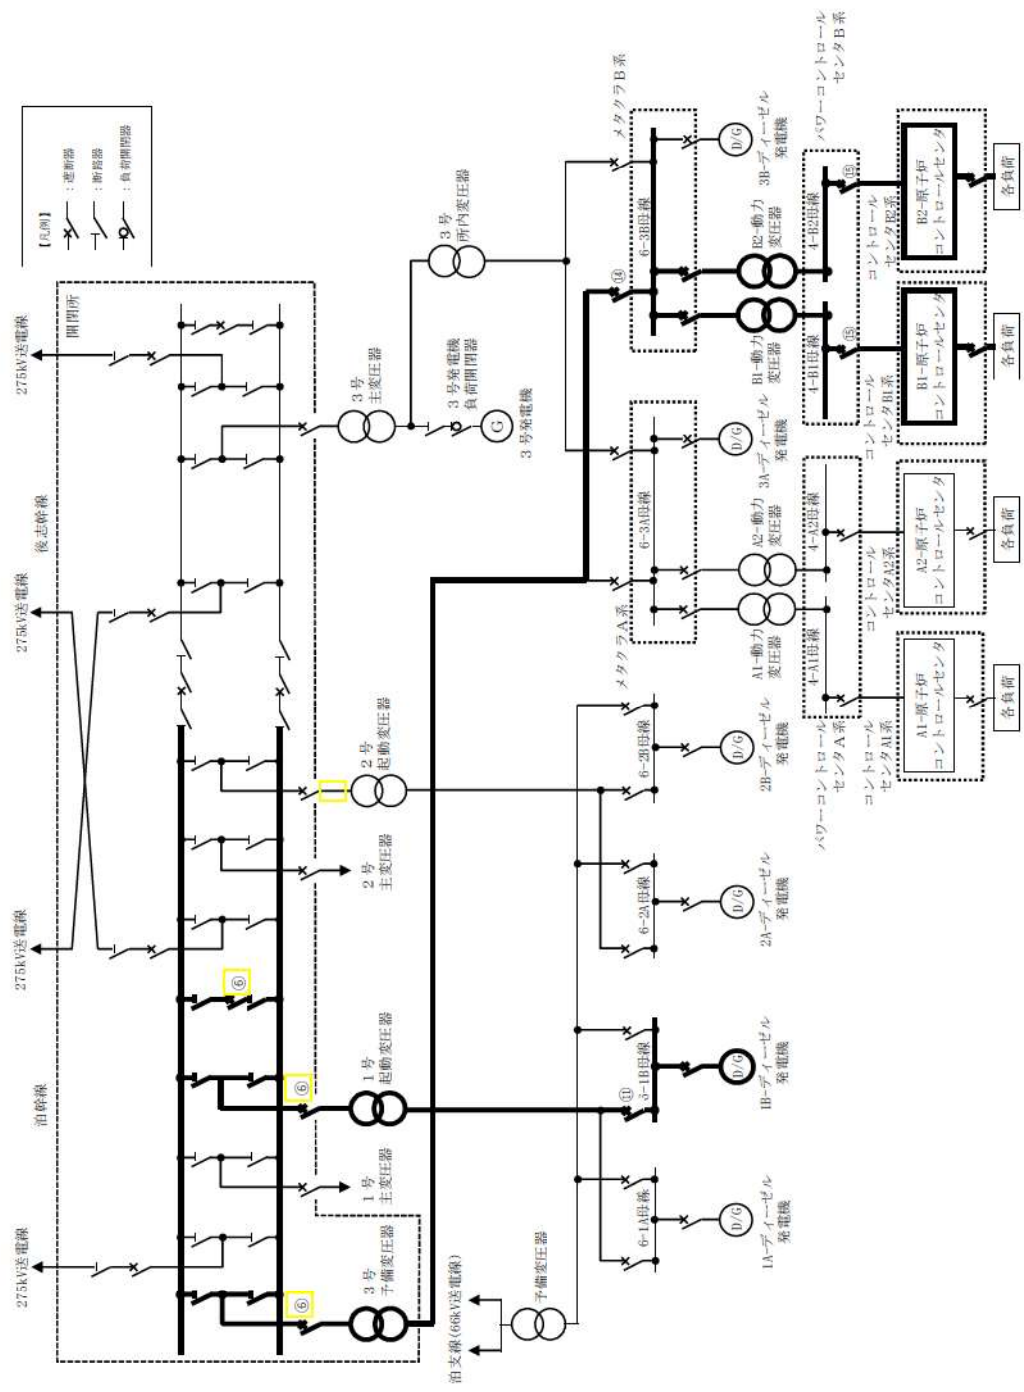 【凡例】
：遮断器
：断路器
：負荷開閉器
開閉所
275kV送電線
泊幹線
275kV送電線
275kV送電線
後志幹線
275kV送電線
⑥
⑥
⑥
3号
予備変圧器
1号
主変圧器
1号
起動変圧器
2号
主変圧器
2号
起動変圧器
3号
主変圧器
3号発電機
負荷開閉器
G
3号発電機
3号
所内変圧器
泊支線(66kV送電線)
予備変圧器
6-1A母線
D/G
1A-ディーゼル
発電機
⑪
6-1B母線
D/G
1B-ディーゼル
発電機
6-2A母線
D/G
2A-ディーゼル
発電機
6-2B母線
D/G
2B-ディーゼル
発電機
メタクラA系
6-3A母線
A1-動力
変圧器
A2-動力
変圧器
D/G
3A-ディーゼル
発電機
メタクラB系
⑭
6-3B母線
B1-動力
変圧器
B2-動力
変圧器
D/G
3B-ディーゼル
発電機
パワーコントロール
センタA系
4-A1母線
4-A2母線
パワーコントロール
センタB系
4-B1母線
⑮
4-B2母線
⑮
コントロール
センタA1系
A1-原子炉
コントロールセンタ
各負荷
コントロール
センタA2系
A2-原子炉
コントロールセンタ
各負荷
コントロール
センタB1系
B1-原子炉
コントロールセンタ
各負荷
コントロール
センタB2系
B2-原子炉
コントロールセンタ
各負荷